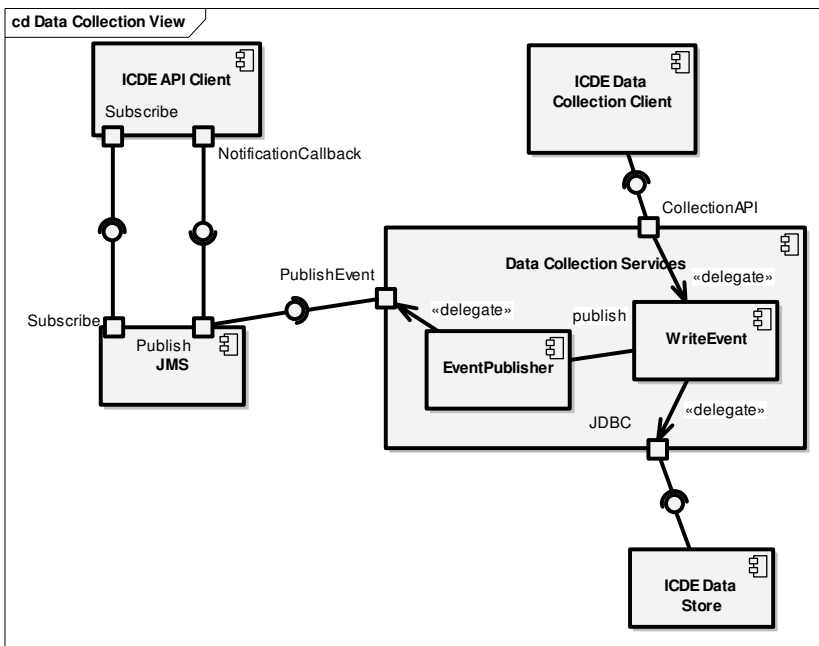 cd Data Collection View
ICDE API Client
Subscribe
NotificationCallback
ICDE Data
Collection Client
CollectionAPI
Data Collection Services
«delegate»
PublishEvent
«delegate»
publish
WriteEvent
EventPublisher
Subscribe
Publish
JMS
«delegate»
JDBC
ICDE Data
Store